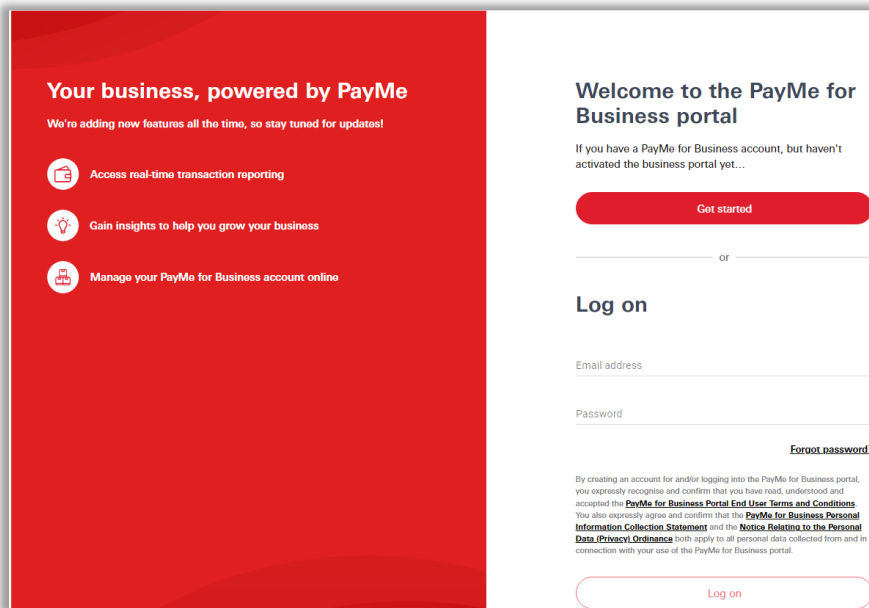 Your business, powered by PayMe
We're adding new features all the time, so stay tuned for updates!
Access real-time transaction reporting
Gain insights to help you grow your business
Manage your PayMe for Business account online
Welcome to the PayMe for
Business portal
If you have a PayMe for Business account, but haven't
activated the business portal yet...
Get started
or
Log on
Email address
Password
Forgot password?
By creating an account for and/or logging into the PayMe for Business portal,
you expressly recognise and confirm that you have read, understood and
accepted the PayMe for Business Portal End User Terms and Conditions.
You also expressly agree and confirm that the PayMe for Business Personal
Information Collection Statement and the Notice Relating to the Personal
Data (Privacy) Ordinance both apply to all personal data collected from and in
connection with your use of the PayMe for Business portal.
Log on